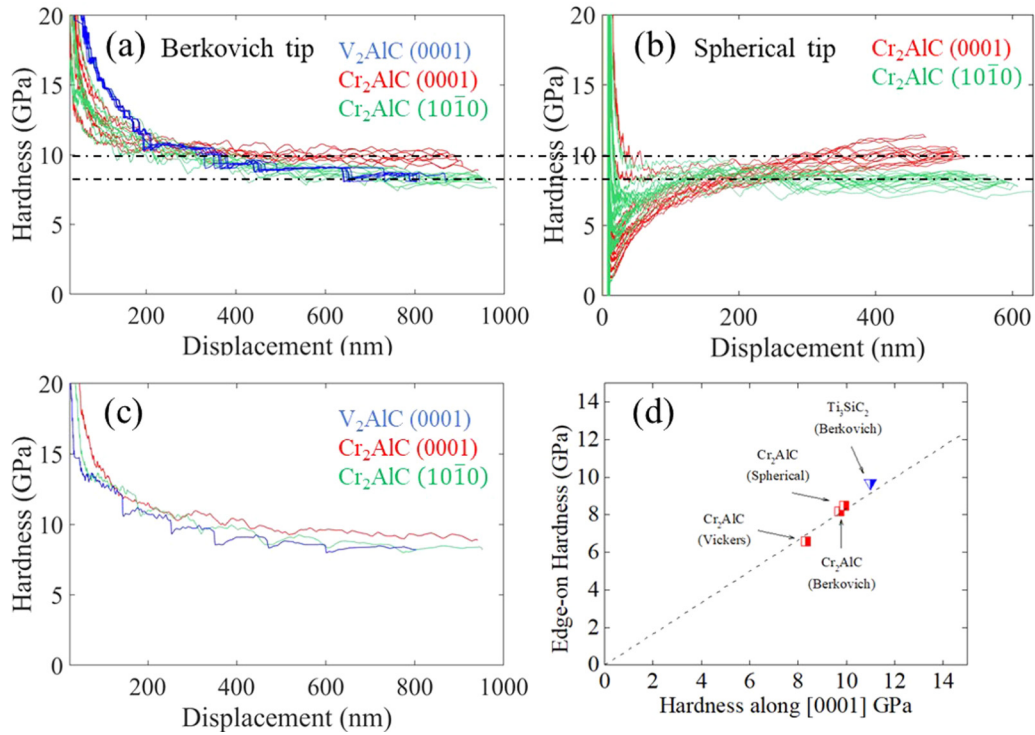 20
15
10
5
0
Hardness (GPa)
(a) Berkovich tip
V₂AlC (0001)
Cr₂AlC (0001)
Cr₂AlC (101̄0)
200 400 600 800 1000
Displacement (nm)
20
15
10
5
0
Hardness (GPa)
(b) Spherical tip
Cr₂AlC (0001)
Cr₂AlC (101̄0)
0 200 400 600
Displacement (nm)
20
15
10
5
0
Hardness (GPa)
(c)
V₂AlC (0001)
Cr₂AlC (0001)
Cr₂AlC (101̄0)
200 400 600 800 1000
Displacement (nm)
14
12
10
8
6
4
2
0
Edge-on Hardness (GPa)
(d)
Ti₃SiC₂
(Berkovich)
Cr₂AlC
(Spherical)
Cr₂AlC
(Vickers)
Cr₂AlC
(Berkovich)
0 2 4 6 8 10 12 14
Hardness along [0001] GPa